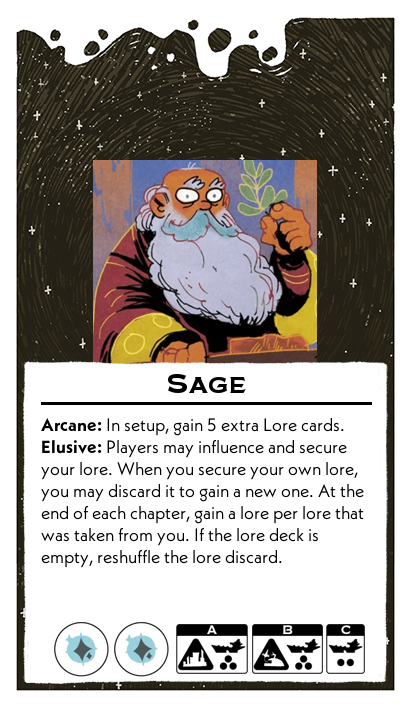 SAGE
Arcane: In setup, gain 5 extra Lore cards.
Elusive: Players may influence and secure
your lore. When you secure your own lore,
you may discard it to gain a new one. At the
end of each chapter, gain a lore per lore that
was taken from you. If the lore deck is
empty, reshuffle the lore discard.
A B C